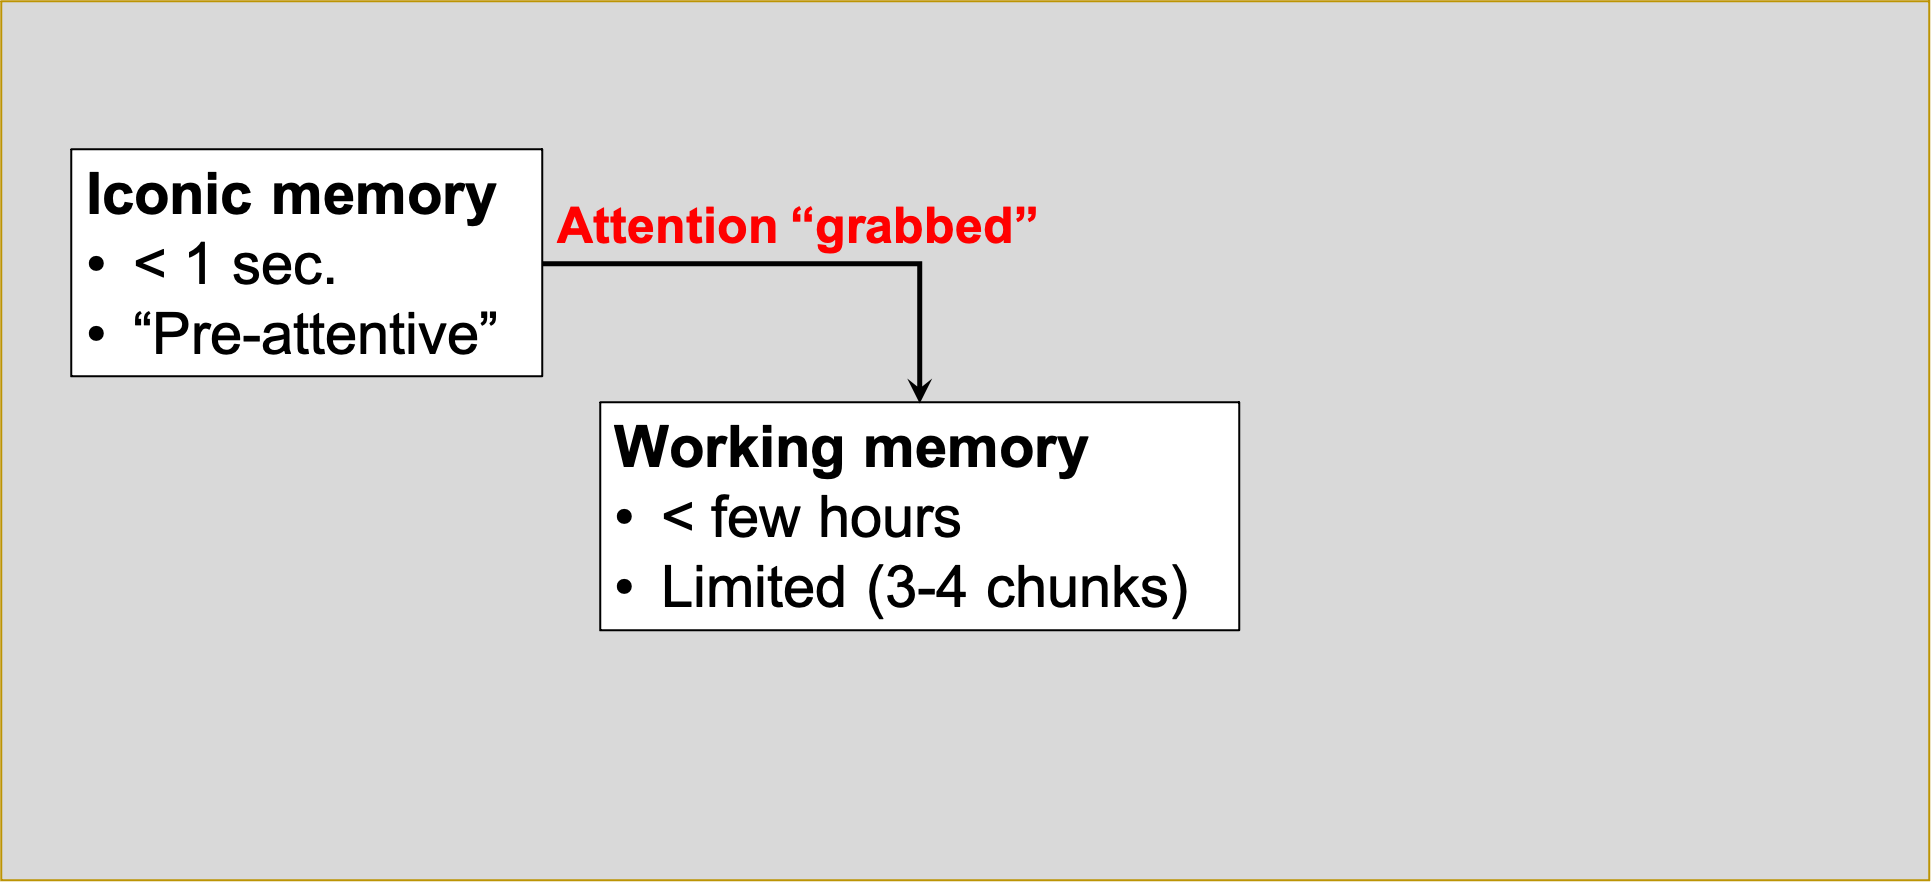 Iconic memory
• < 1 sec.
• “Pre-attentive”
Attention “grabbed”
Working memory
• < few hours
• Limited (3-4 chunks)